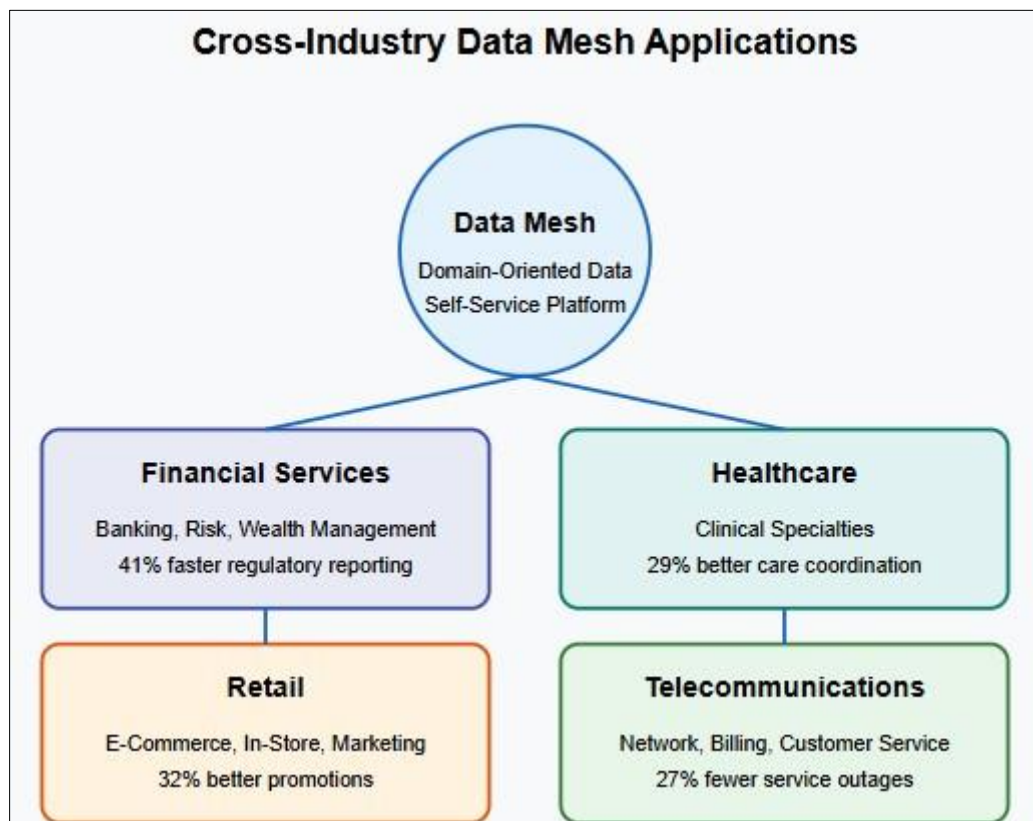 Cross-Industry Data Mesh Applications
Data Mesh
Domain-Oriented Data
Self-Service Platform
Financial Services
Banking, Risk, Wealth Management
41% faster regulatory reporting
Healthcare
Clinical Specialties
29% better care coordination
Retail
E-Commerce, In-Store, Marketing
32% better promotions
Telecommunications
Network, Billing, Customer Service
27% fewer service outages